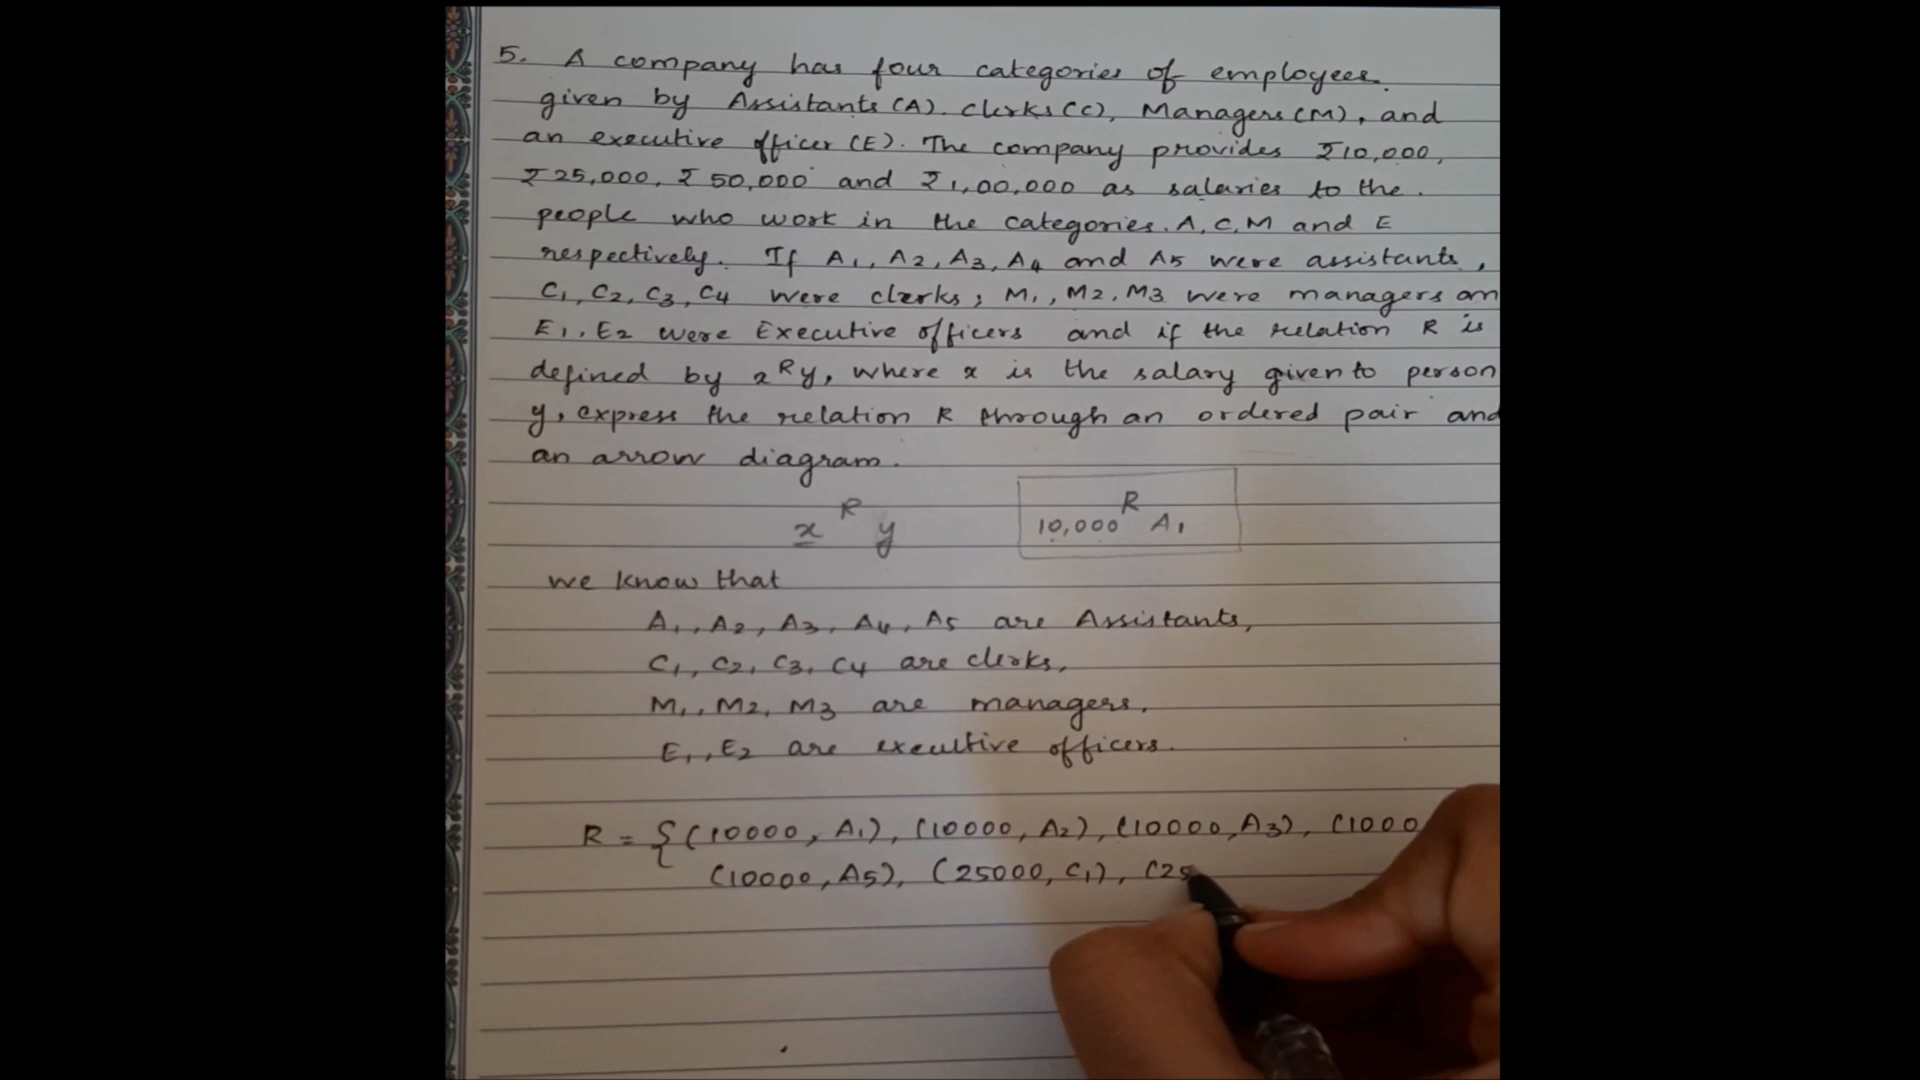 5. A company has four categories of employees.
given by Assistants (A). Clerks (C), Managers (M), and
an executive officer (E). The company provides ₹10,000,
₹25,000, ₹50,000 and ₹1,00,000 as salaries to the.
people who work in the categories. A, C, M and E
respectively. If A1, A2, A3, A4 and A5 were assistants,
C1, C2, C3, C4 were clerks; M1, M2, M3 were managers an
E1, E2 were Executive officers and if the relation R is
defined by xRy, where x is the salary given to person
y, express the relation R through an ordered pair and
an arrow diagram.
x R y
10,000 R A1
we know that
A1, A2, A3, A4, A5 are Assistants,
C1, C2, C3, C4 are clerks,
M1, M2, M3 are managers,
E1, E2 are executive officers.
R = {(10000, A1), (10000, A2), (10000, A3), (1000
(10000, A5), (25000, C1), (25